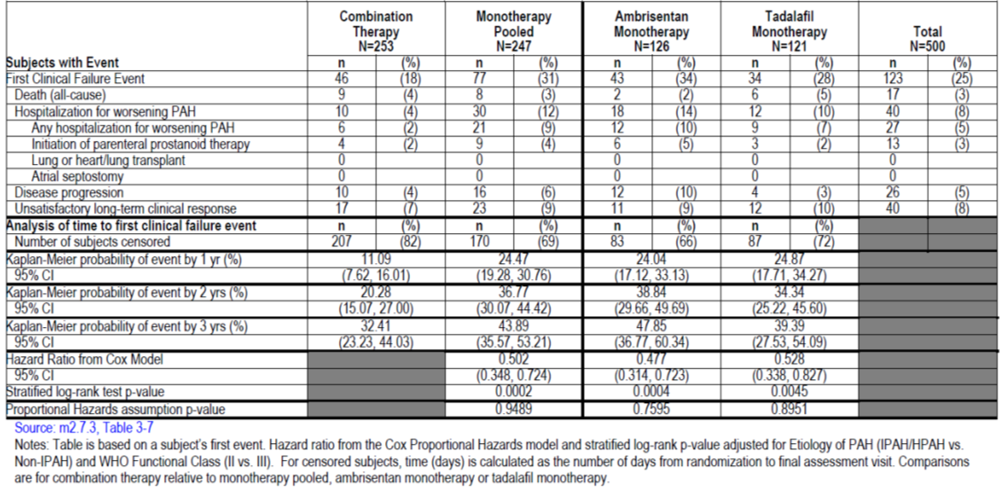 Combination Therapy N=253 Monotherapy Pooled N=247 Ambrisentan Monotherapy N=126 Tadalafil Monotherapy N=121 Total N=500
Subjects with Event n (%) n (%) n (%) n (%) n (%)
First Clinical Failure Event 46 (18) 77 (31) 43 (34) 34 (28) 123 (25)
Death (all-cause) 9 (4) 8 (3) 2 (2) 6 (5) 17 (3)
Hospitalization for worsening PAH 10 (4) 30 (12) 18 (14) 12 (10) 40 (8)
Any hospitalization for worsening PAH 6 (2) 21 (9) 12 (10) 9 (7) 27 (5)
Initiation of parenteral prostanoid therapy 4 (2) 9 (4) 6 (5) 3 (2) 13 (3)
Lung or heart/lung transplant 0 0 0 0 0
Atrial septostomy 0 0 0 0 0
Disease progression 10 (4) 16 (6) 12 (10) 4 (3) 26 (5)
Unsatisfactory long-term clinical response 17 (7) 23 (9) 11 (9) 12 (10) 40 (8)
Analysis of time to first clinical failure event n (%) n (%) n (%) n (%)
Number of subjects censored 207 (82) 170 (69) 83 (66) 87 (72)
Kaplan-Meier probability of event by 1 yr (%) 11.09 24.47 24.04 24.87
95% CI (7.62, 16.01) (19.28, 30.76) (17.12, 33.13) (17.71, 34.27)
Kaplan-Meier probability of event by 2 yrs (%) 20.28 36.77 38.84 34.34
95% CI (15.07, 27.00) (30.07, 44.42) (29.66, 49.69) (25.22, 45.60)
Kaplan-Meier probability of event by 3 yrs (%) 32.41 43.89 47.85 39.39
95% CI (23.23, 44.03) (35.57, 53.21) (36.77, 60.34) (27.53, 54.09)
Hazard Ratio from Cox Model 0.502 0.477 0.528
95% CI (0.348, 0.724) (0.314, 0.723) (0.338, 0.827)
Stratified log-rank test p-value 0.0002 0.0004 0.0045
Proportional Hazards assumption p-value 0.9489 0.7595 0.8951
Source: m2.7.3, Table 3-7
Notes: Table is based on a subject's first event. Hazard ratio from the Cox Proportional Hazards model and stratified log-rank p-value adjusted for Etiology of PAH (IPAH/HPAH vs.
Non-IPAH) and WHO Functional Class (II vs. III). For censored subjects, time (days) is calculated as the number of days from randomization to final assessment visit. Comparisons
are for combination therapy relative to monotherapy pooled, ambrisentan monotherapy or tadalafil monotherapy.